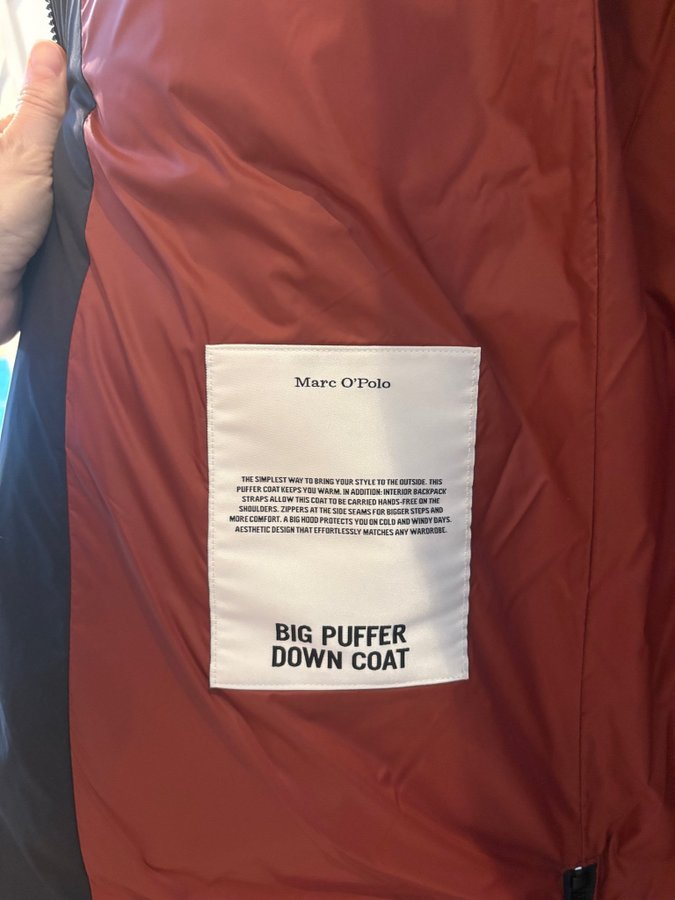 Marc O'Polo
THE SIMPLEST WAY TO BRING YOUR STYLE TO THE OUTSIDE. THIS
PUFFER COAT KEEPS YOU WARM. IN ADDITION: INTERIOR BACKPACK
STRAPS ALLOW THIS COAT TO BE CARRIED HANDS-FREE ON THE
SHOULDERS. ZIPPERS AT THE SIDE SEAMS FOR BIGGER STEPS AND
MORE COMFORT. A BIG HOOD PROTECTS YOU ON COLD AND WINDY DAYS.
AESTHETIC DESIGN THAT EFFORTLESSLY MATCHES ANY WARDROBE.
BIG PUFFER
DOWN COAT